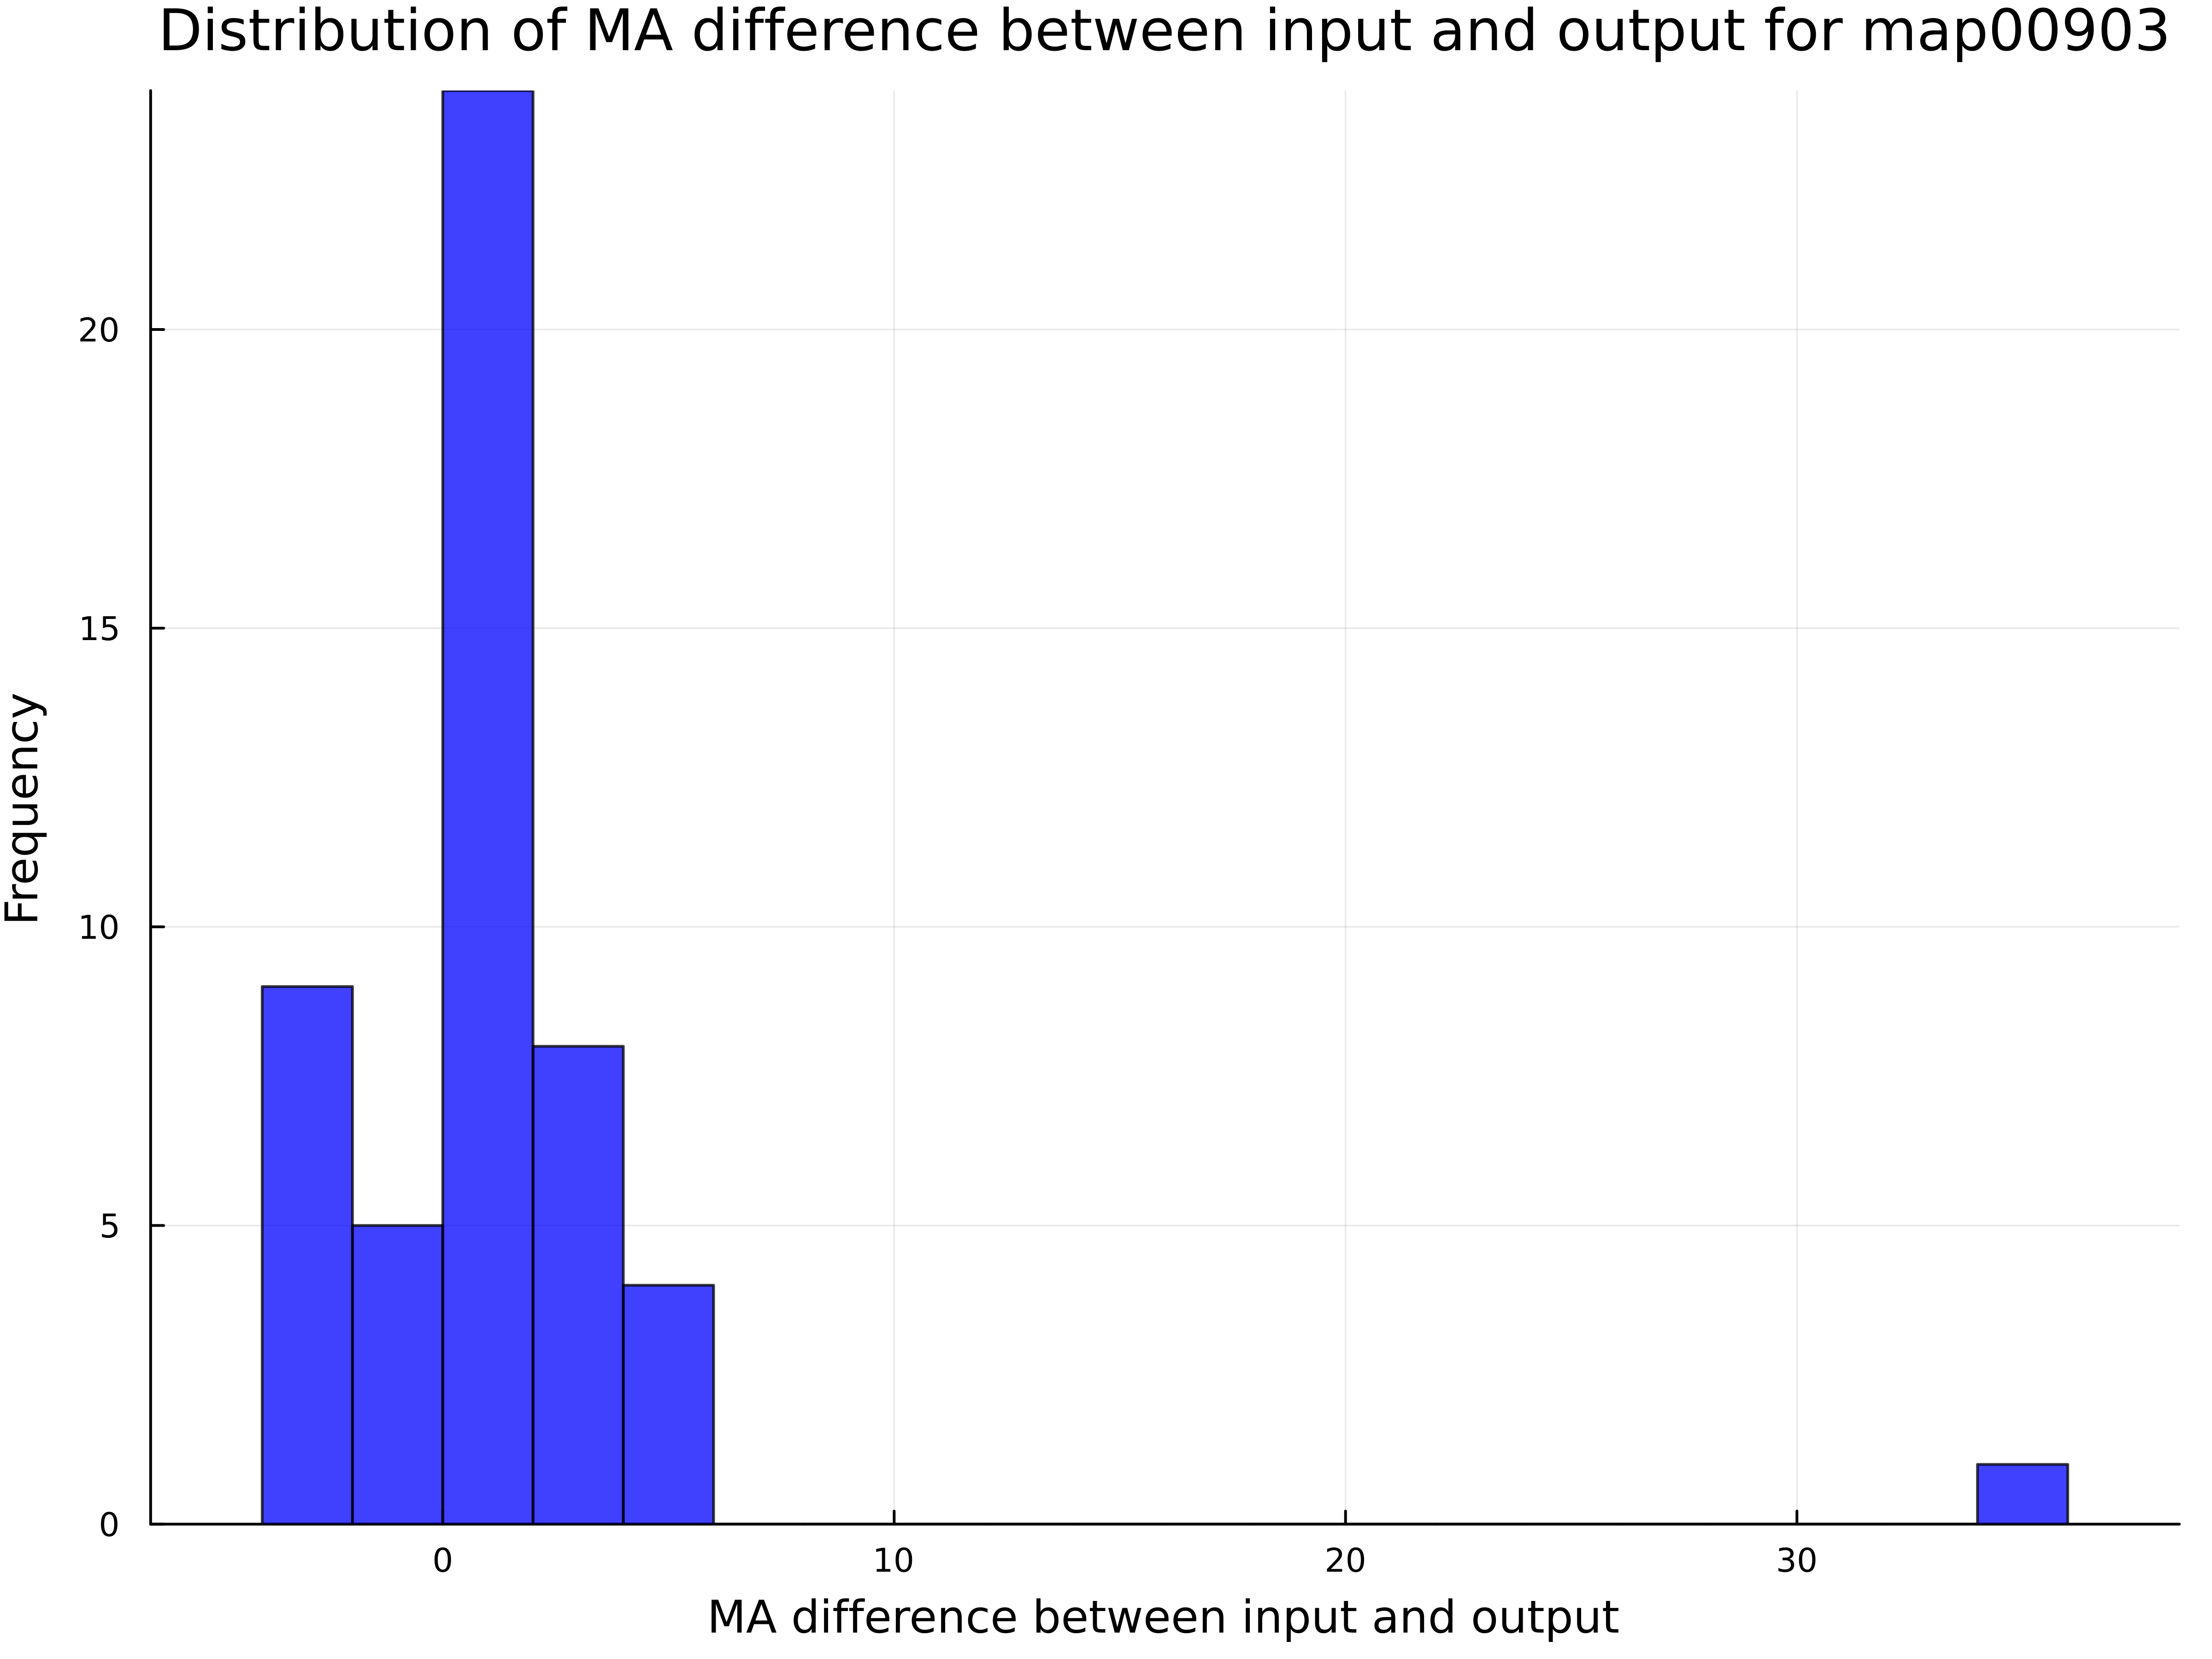 Distribution of MA difference between input and output for map00903
Frequency
20
15
10
5
0
0 10 20 30
MA difference between input and output